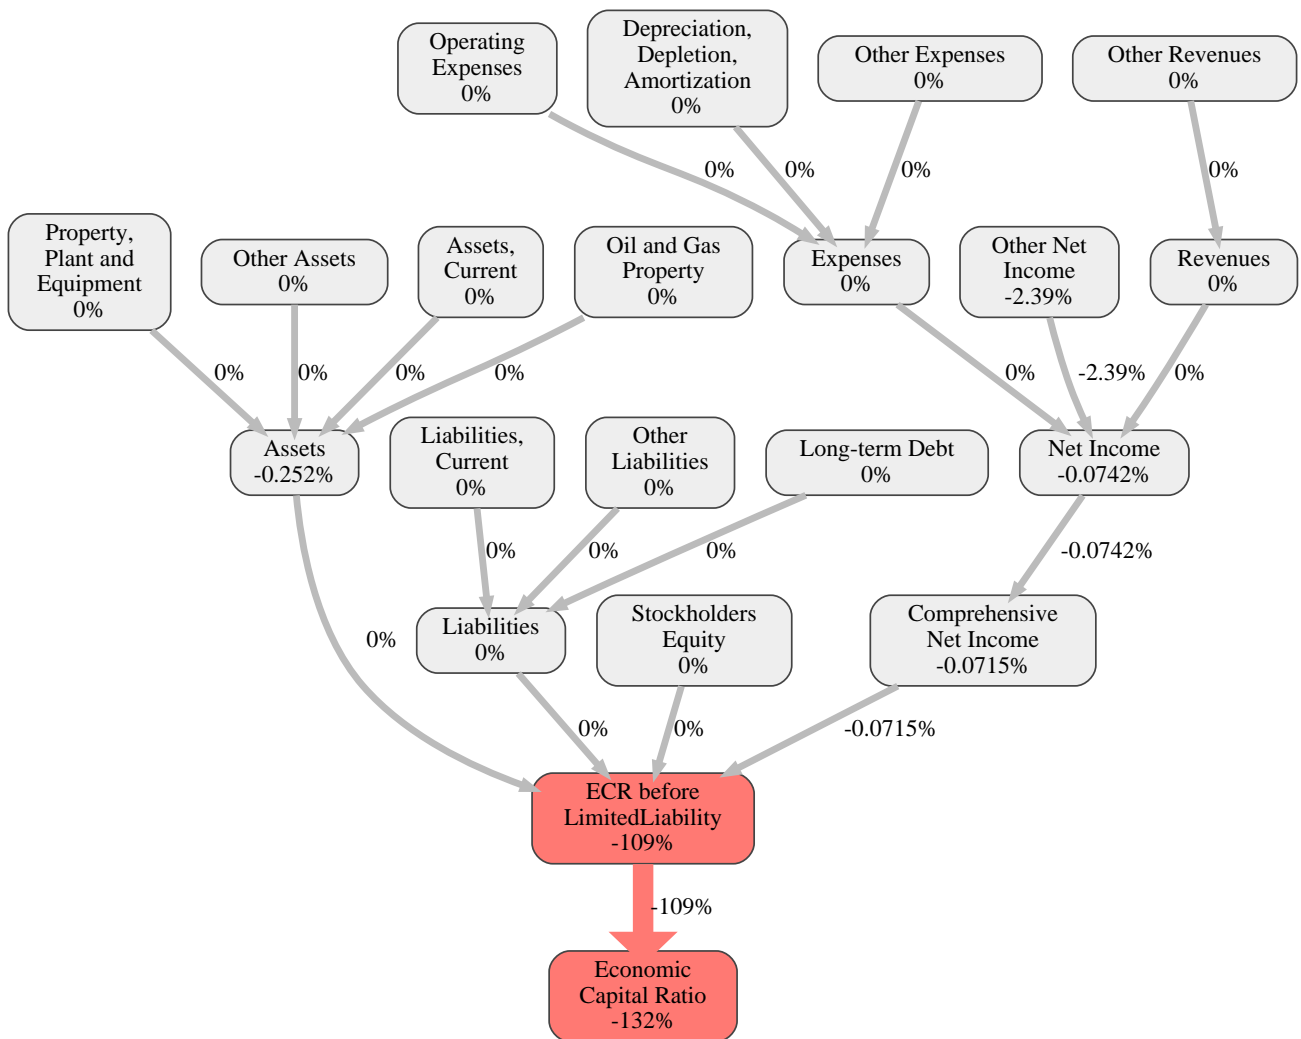 Operating
Expenses
0%
Depreciation,
Depletion,
Amortization
0%
Other Expenses
0%
Other Revenues
0%
0%
0%
0%
0%
Property,
Plant and
Equipment
0%
Other Assets
0%
Assets,
Current
0%
Oil and Gas
Property
0%
Expenses
0%
Other Net
Income
-2.39%
Revenues
0%
0%
0%
0%
0%
0%
-2.39%
0%
Assets
-0.252%
Liabilities,
Current
0%
Other
Liabilities
0%
Long-term Debt
0%
Net Income
-0.0742%
0%
0%
0%
-0.0742%
0%
Liabilities
0%
Stockholders
Equity
0%
Comprehensive
Net Income
-0.0715%
0%
0%
-0.0715%
ECR before
LimitedLiability
-109%
-109%
Economic
Capital Ratio
-132%